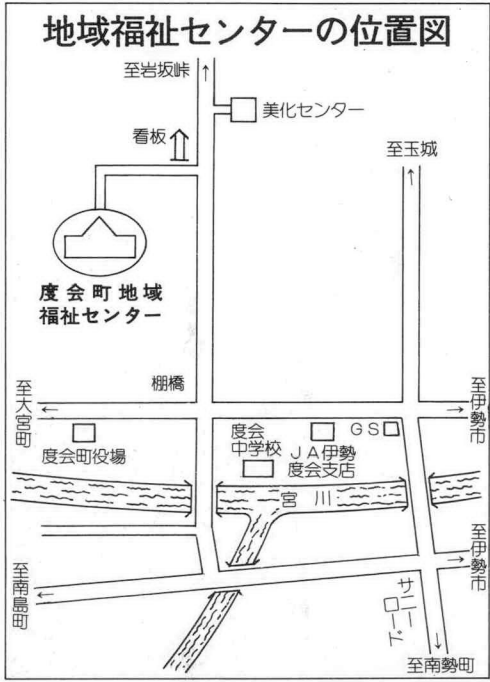 地域福祉センターの位置図
至岩坂峠
美化センター
看板
至玉城
度会町地域
福祉センター
棚橋
至大宮町
至伊勢市
度会町役場
度会
中学校
JA伊勢
度会支店
GS
宮川
至南島町
至伊勢市
サニーロード
至南勢町